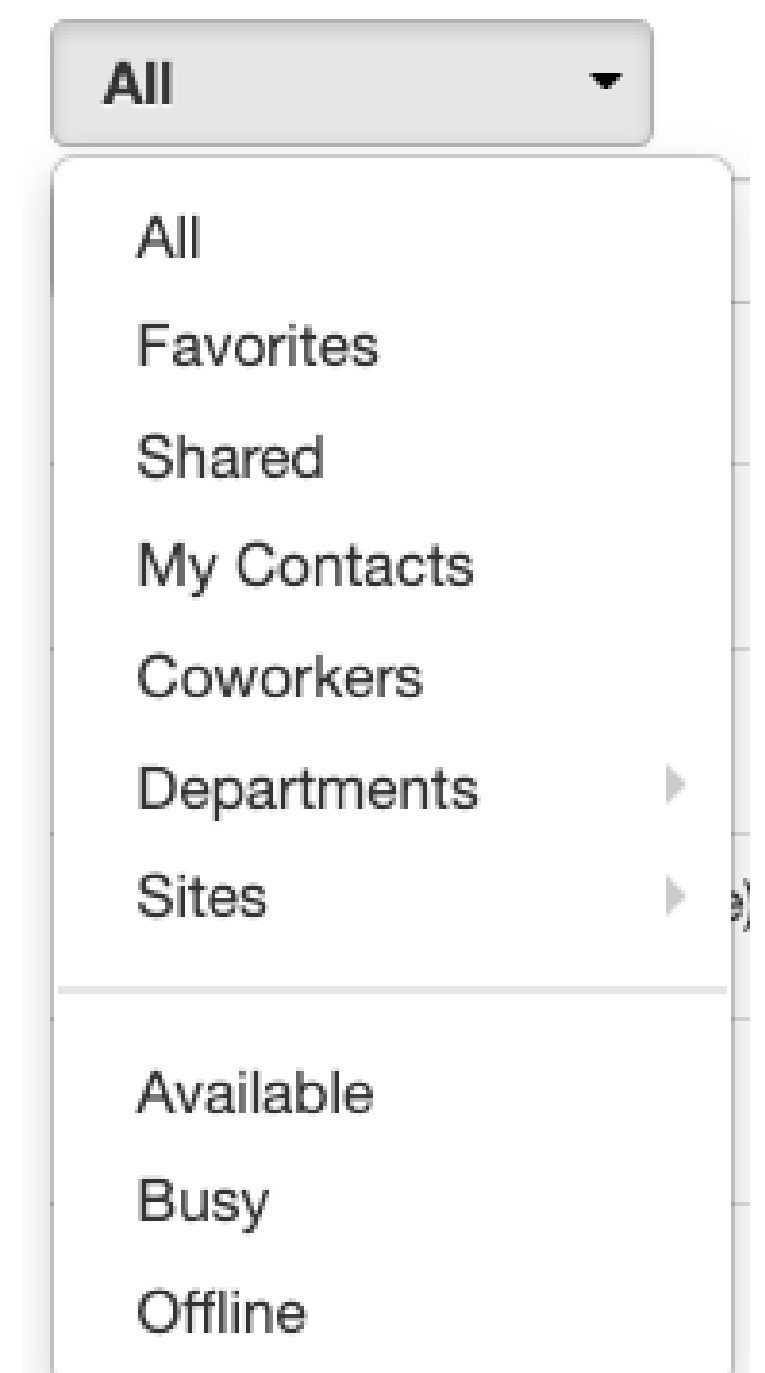 All
All
Favorites
Shared
My Contacts
Coworkers
Departments
Sites
e)
Available
Busy
Offline